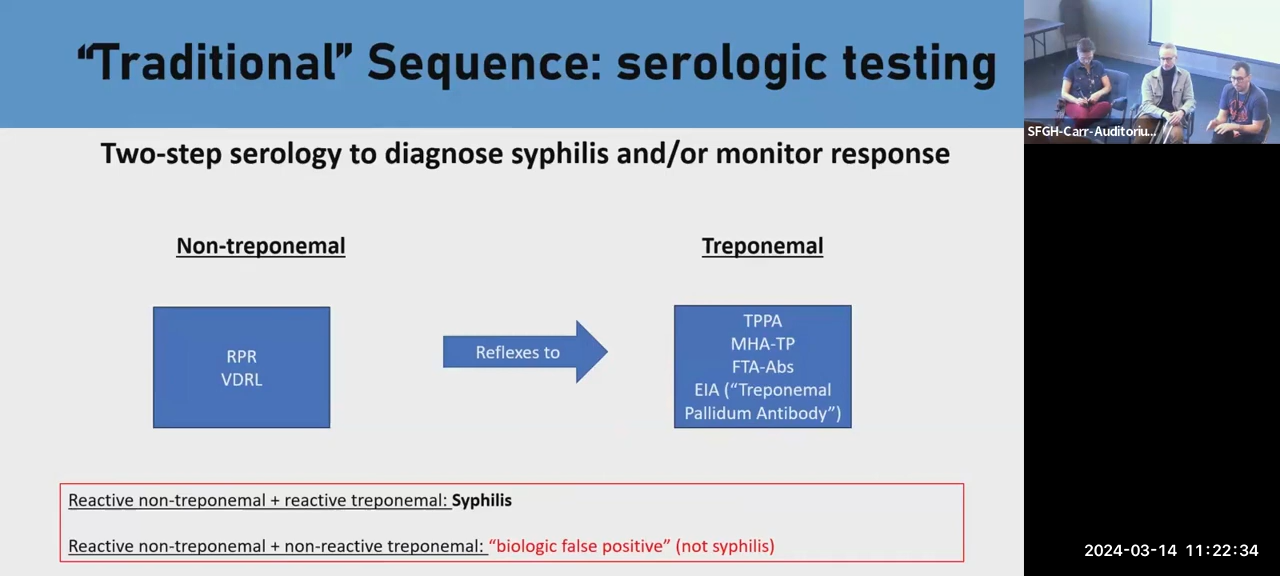 “Traditional” Sequence: serologic testing
SFGH-Carr-Auditoriu...
Two-step serology to diagnose syphilis and/or monitor response
Non-treponemal
Treponemal
RPR
VDRL
Reflexes to
TPPA
MHA-TP
FTA-Abs
EIA (“Treponemal
Pallidum Antibody”)
Reactive non-treponemal + reactive treponemal: Syphilis
Reactive non-treponemal + non-reactive treponemal: “biologic false positive” (not syphilis)
2024-03-14 11:22:34